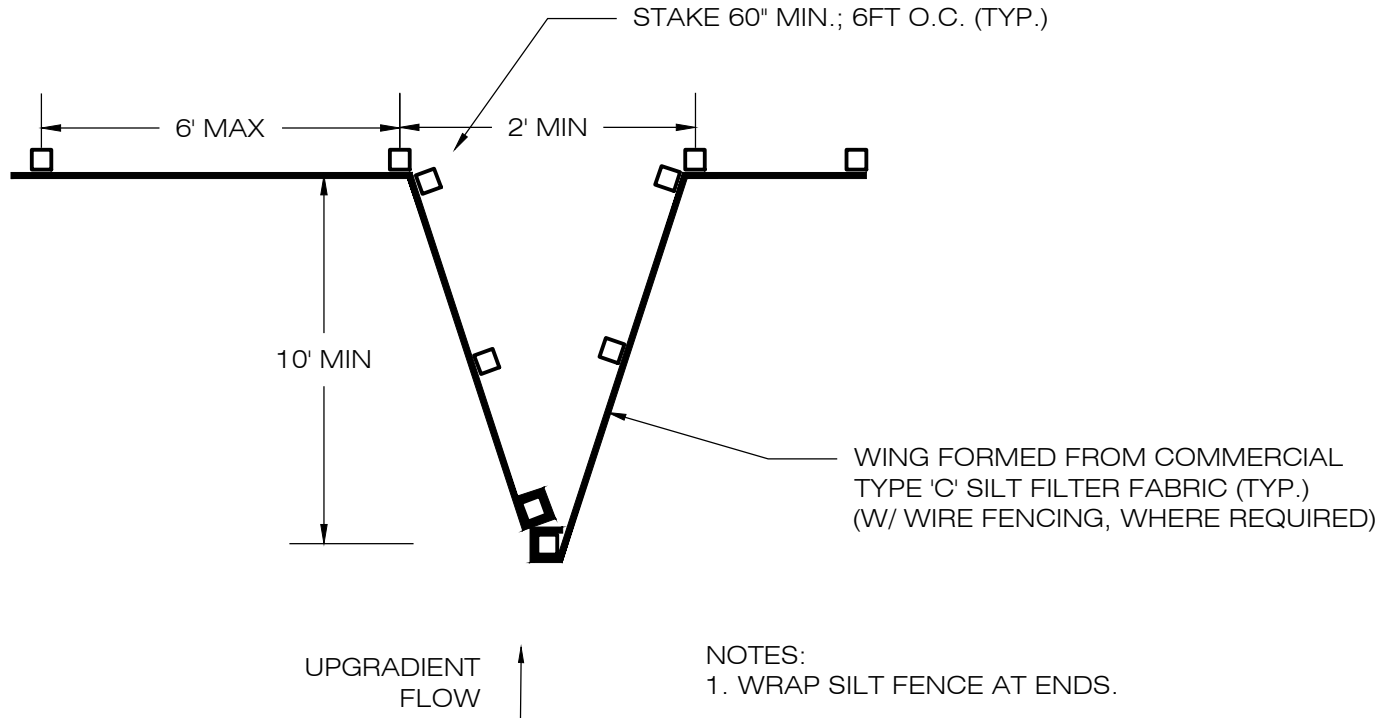 STAKE 60" MIN.; 6FT O.C. (TYP.)
6' MAX
2' MIN
10' MIN
WING FORMED FROM COMMERCIAL
TYPE 'C' SILT FILTER FABRIC (TYP.)
(W/ WIRE FENCING, WHERE REQUIRED)
UPGRADIENT
FLOW
NOTES:
1. WRAP SILT FENCE AT ENDS.